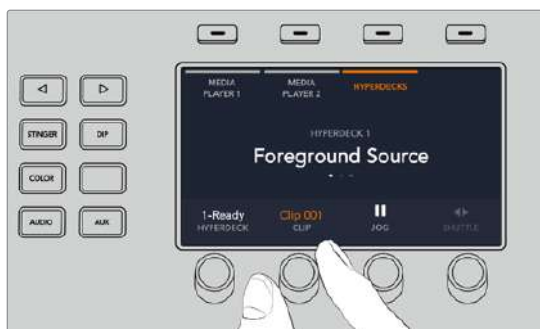 MEDIA PLAYER 1
MEDIA PLAYER 2
HYPERDECKS
HYPERDECK 1
Foreground Source
STINGER
DIP
COLOR
AUDIO
AUX
1-Ready
HYPERDECK
Clip 001
CLIP
JOG
SHUTTLE